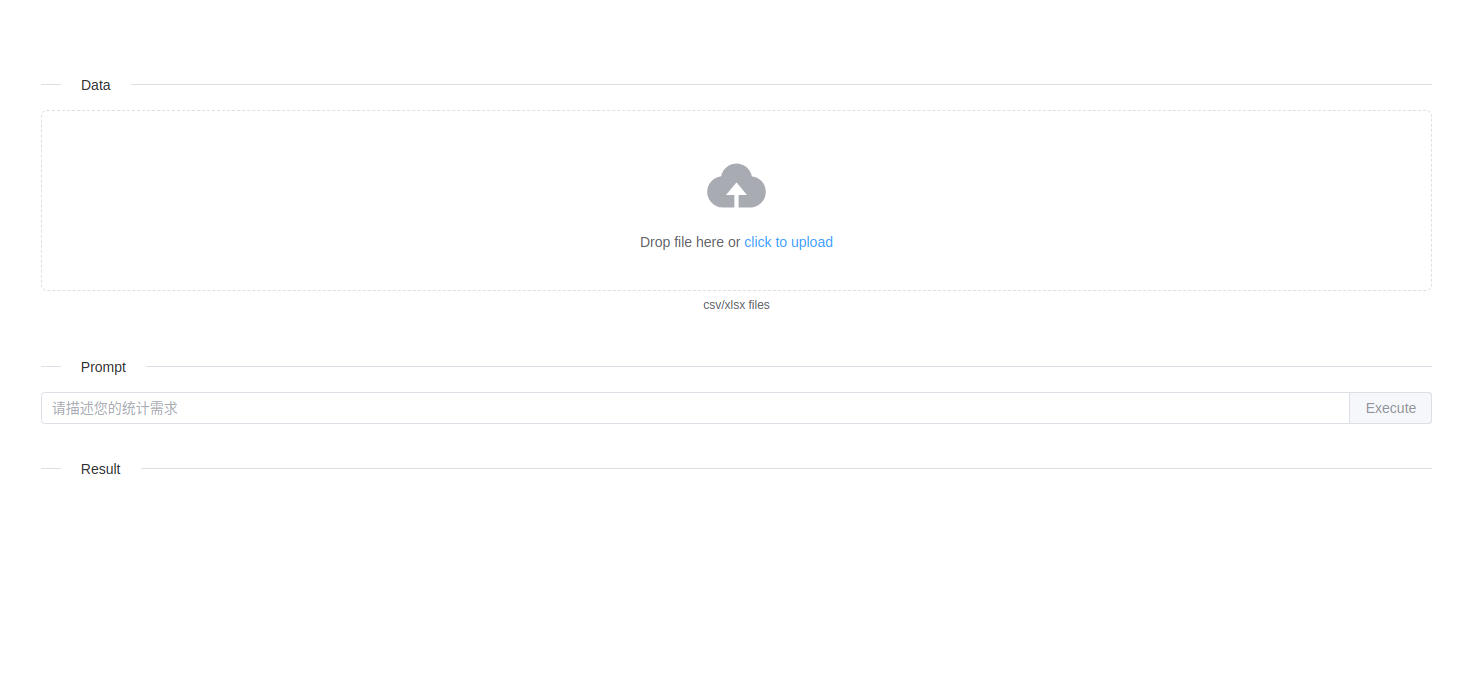 Data
Drop file here or click to upload
csv/xlsx files
Prompt
请描述您的统计需求
Execute
Result